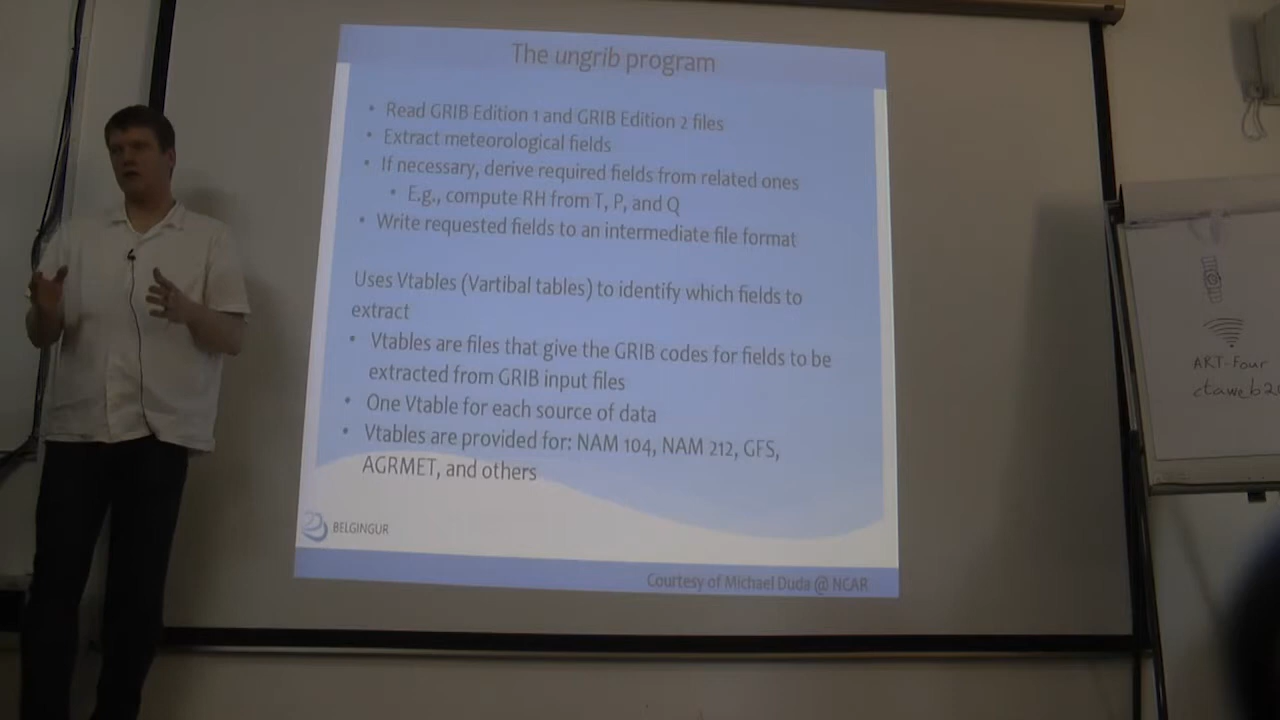 The ungrib program
• Read GRIB Edition 1 and GRIB Edition 2 files
• Extract meteorological fields
• If necessary, derive required fields from related ones
• E.g., compute RH from T, P, and Q
• Write requested fields to an intermediate file format
Uses Vtables (Vartibal tables) to identify which fields to
extract
• Vtables are files that give the GRIB codes for fields to be
extracted from GRIB input files
• One Vtable for each source of data
• Vtables are provided for: NAM 104, NAM 212, GFS,
AGRMET, and others
BELGINGUR
Courtesy of Michael Duda @ NCAR
ART-Four